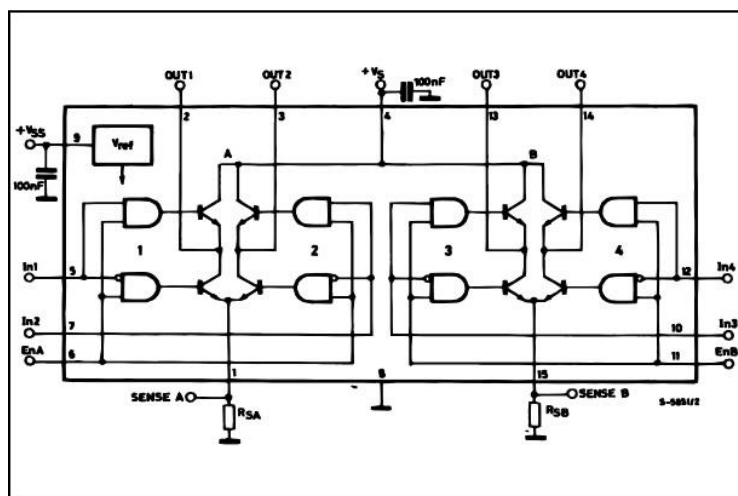 OUT1 OUT2 +VS 100nF OUT3 OUT4
2 3 4 13 14
+VSS 9 Vref A B
100nF
1 2 3 4
In1 5 12 In4
In2 7 10 In3
EnA 6 11 EnB
1 8 15
SENSE A SENSE B S-5851/2
RSA RSB